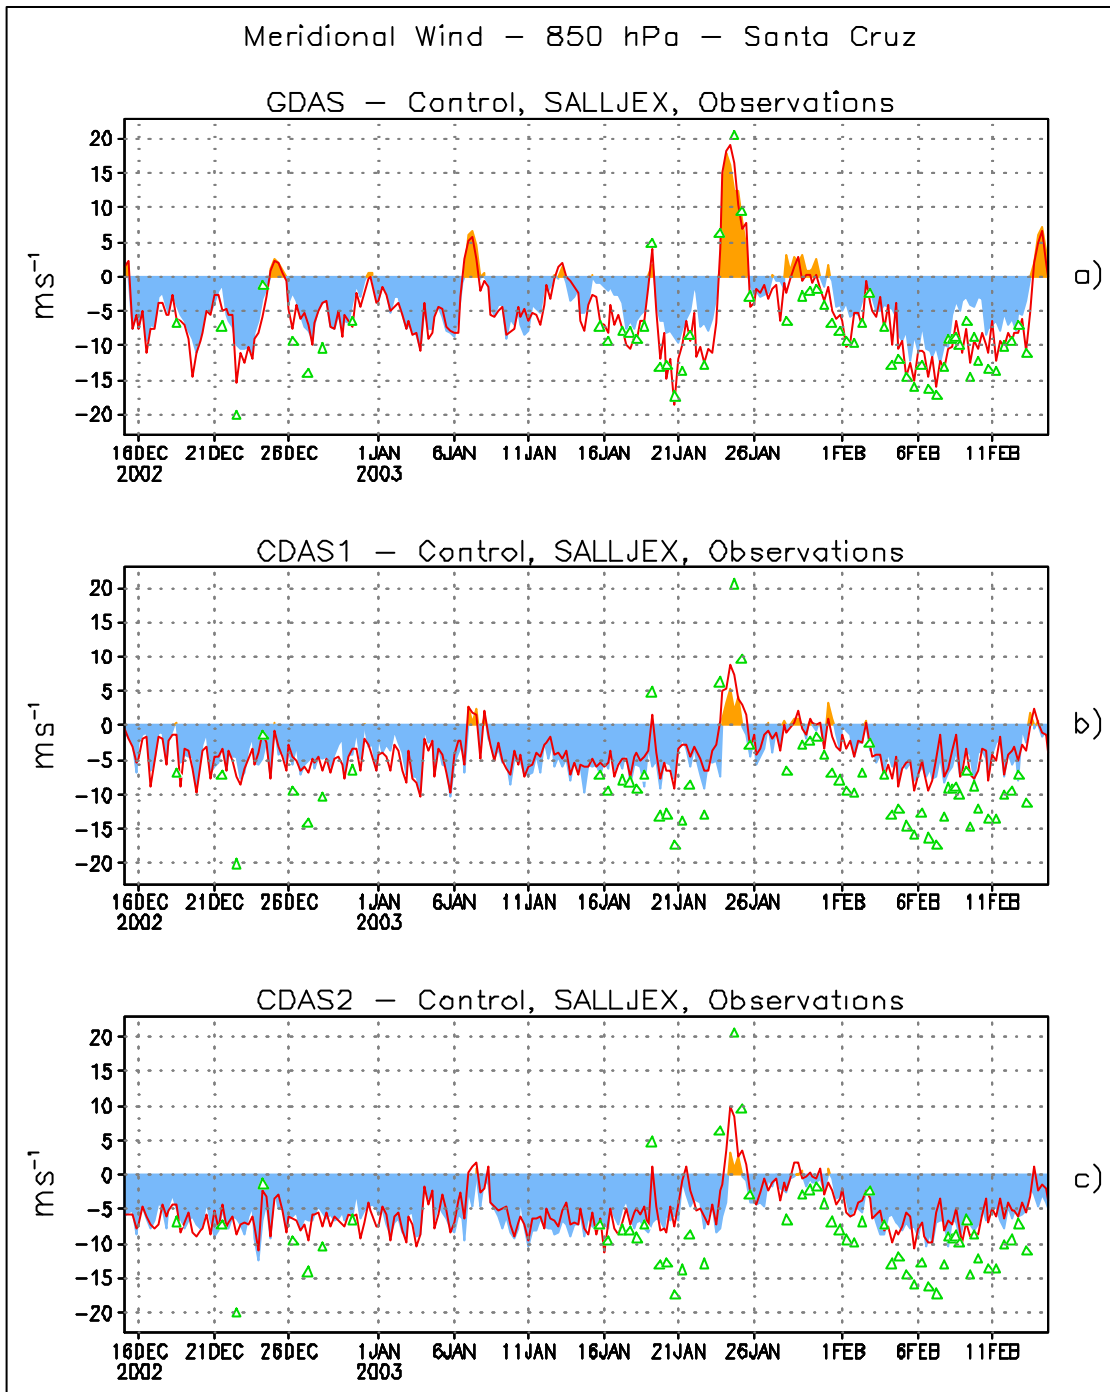 Meridional Wind – 850 hPa – Santa Cruz
GDAS – Control, SALLJEX, Observations
20
15
10
5
0
−5
−10
−15
−20
ms⁻¹
a)
16DEC 21DEC 26DEC 1JAN 6JAN 11JAN 16JAN 21JAN 26JAN 1FEB 6FEB 11FEB
2002 2003
CDAS1 – Control, SALLJEX, Observations
20
15
10
5
0
−5
−10
−15
−20
ms⁻¹
b)
16DEC 21DEC 26DEC 1JAN 6JAN 11JAN 16JAN 21JAN 26JAN 1FEB 6FEB 11FEB
2002 2003
CDAS2 – Control, SALLJEX, Observations
20
15
10
5
0
−5
−10
−15
−20
ms⁻¹
c)
16DEC 21DEC 26DEC 1JAN 6JAN 11JAN 16JAN 21JAN 26JAN 1FEB 6FEB 11FEB
2002 2003